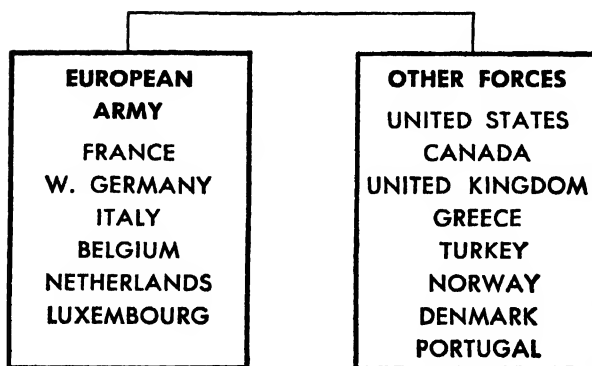 EUROPEAN
ARMY
FRANCE
W. GERMANY
ITALY
BELGIUM
NETHERLANDS
LUXEMBOURG
OTHER FORCES
UNITED STATES
CANADA
UNITED KINGDOM
GREECE
TURKEY
NORWAY
DENMARK
PORTUGAL